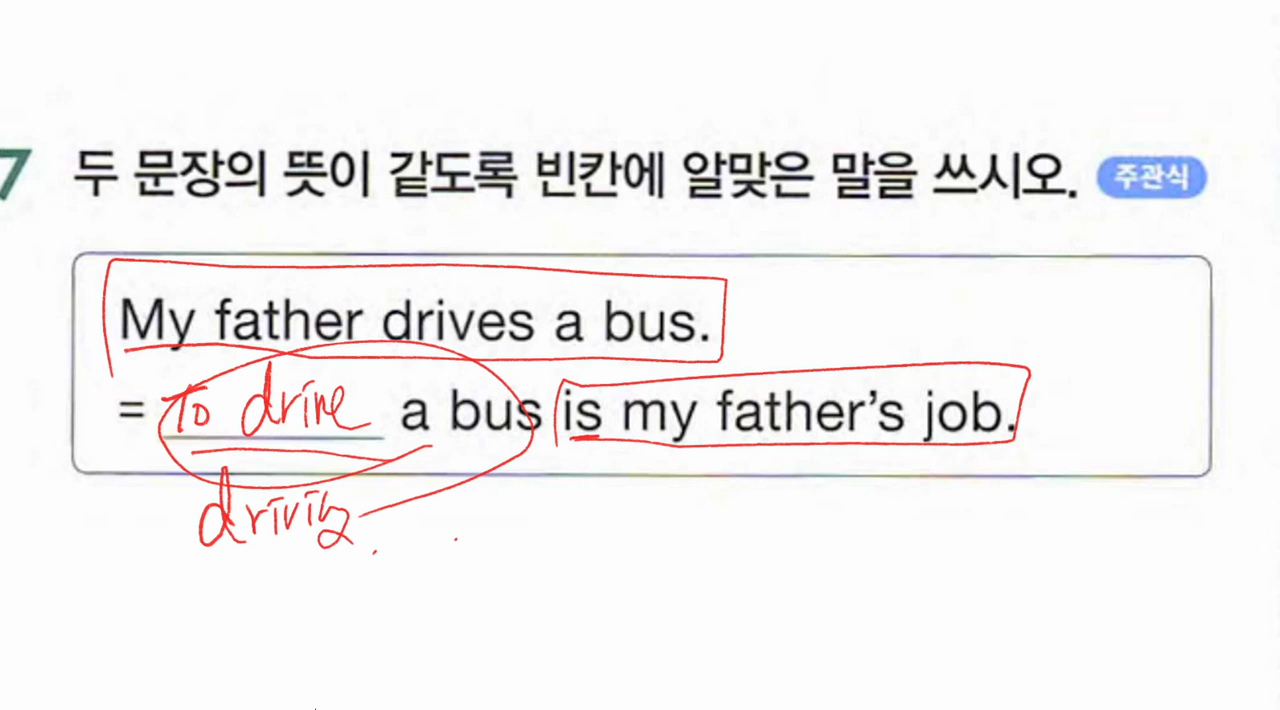 7 두 문장의 뜻이 같도록 빈칸에 알맞은 말을 쓰시오. 주관식
My father drives a bus.
= To drive a bus is my father's job.
driving